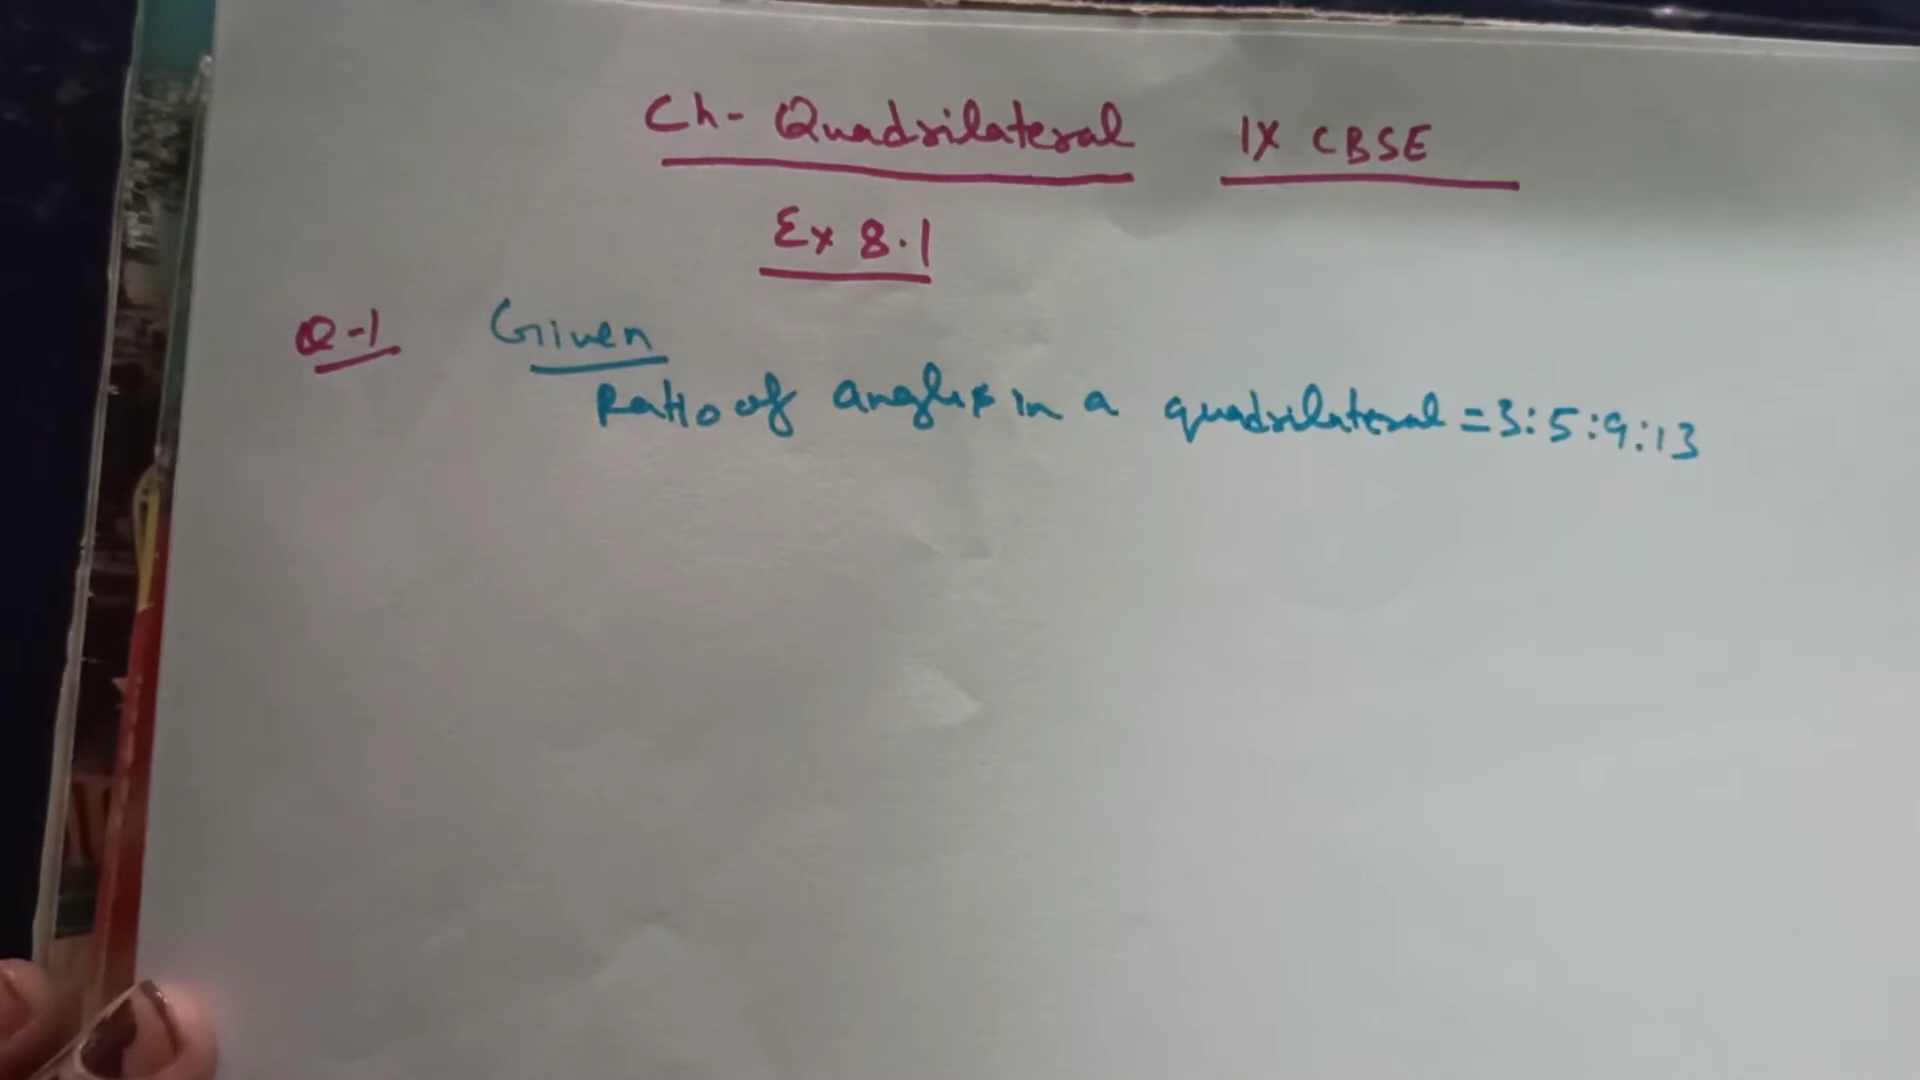 Ch- Quadrilateral IX CBSE
Ex 8.1
Q-1 Given
Ratio of angles in a quadrilateral = 3:5:9:13